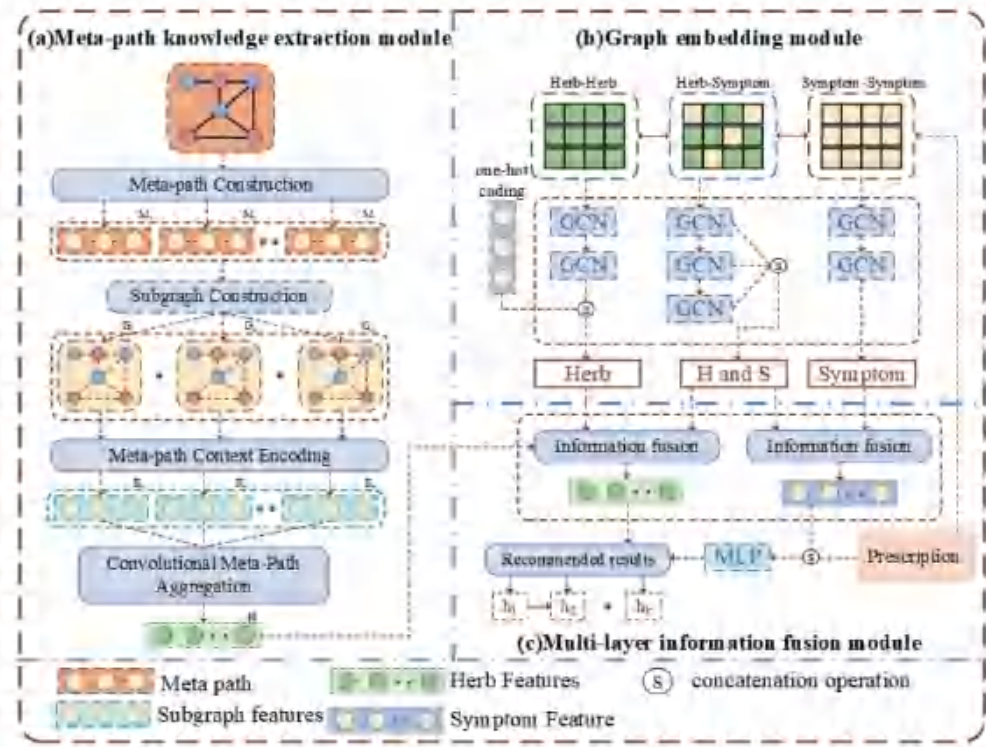 (a)Meta-path knowledge extraction module
Meta-path Construction
Subgraph Construction
Meta-path Context Encoding
Convolutional Meta-Path
Aggregation
(b)Graph embedding module
Herb-Herb
Herb-Symptom
Symptom -Symptom
one-hot
coding
GCN
GCN
GCN
GCN
GCN
GCN
GCN
S
S
Herb
H and S
Symptom
Information fusion
Information fusion
Recommended results
MLP
S
Prescription
(c)Multi-layer information fusion module
Meta path
Herb Features
S concatenation operation
Subgraph features
Symptom Feature